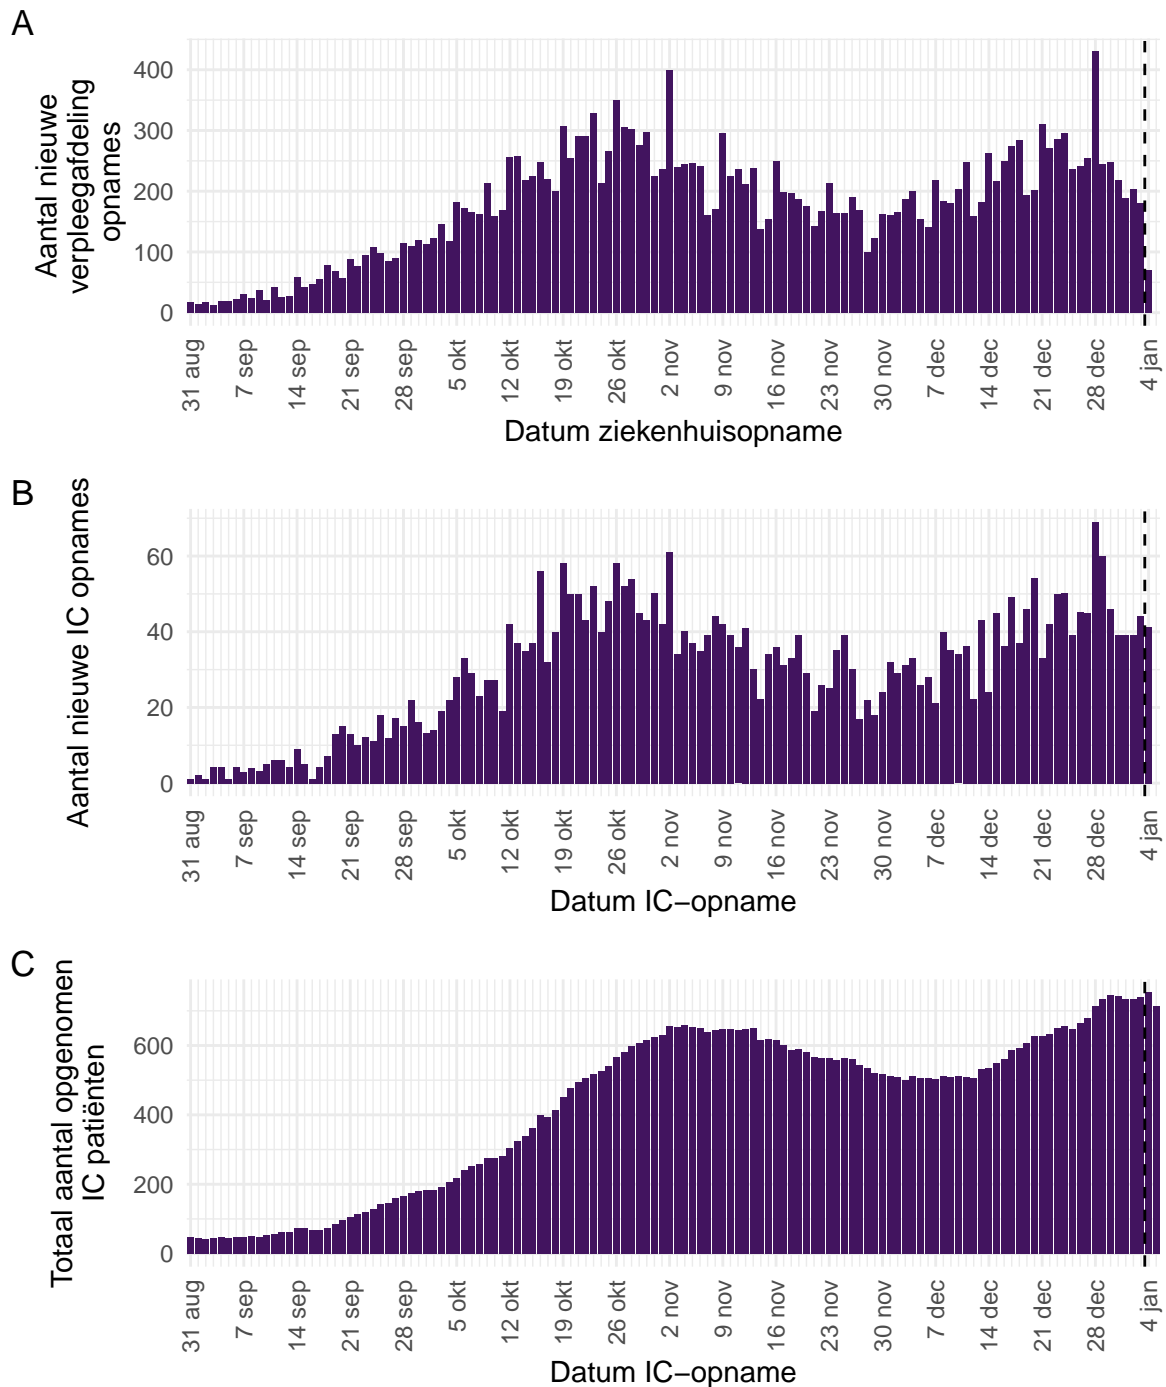 A
Aantal nieuwe
verpleegafdeling
opnames
400
300
200
100
0
31 aug
7 sep
14 sep
21 sep
28 sep
5 okt
12 okt
19 okt
26 okt
2 nov
9 nov
16 nov
23 nov
30 nov
7 dec
14 dec
21 dec
28 dec
4 jan
Datum ziekenhuisopname
B
Aantal nieuwe IC opnames
60
40
20
0
31 aug
7 sep
14 sep
21 sep
28 sep
5 okt
12 okt
19 okt
26 okt
2 nov
9 nov
16 nov
23 nov
30 nov
7 dec
14 dec
21 dec
28 dec
4 jan
Datum IC−opname
C
Totaal aantal opgenomen
IC patiënten
600
400
200
0
31 aug
7 sep
14 sep
21 sep
28 sep
5 okt
12 okt
19 okt
26 okt
2 nov
9 nov
16 nov
23 nov
30 nov
7 dec
14 dec
21 dec
28 dec
4 jan
Datum IC−opname